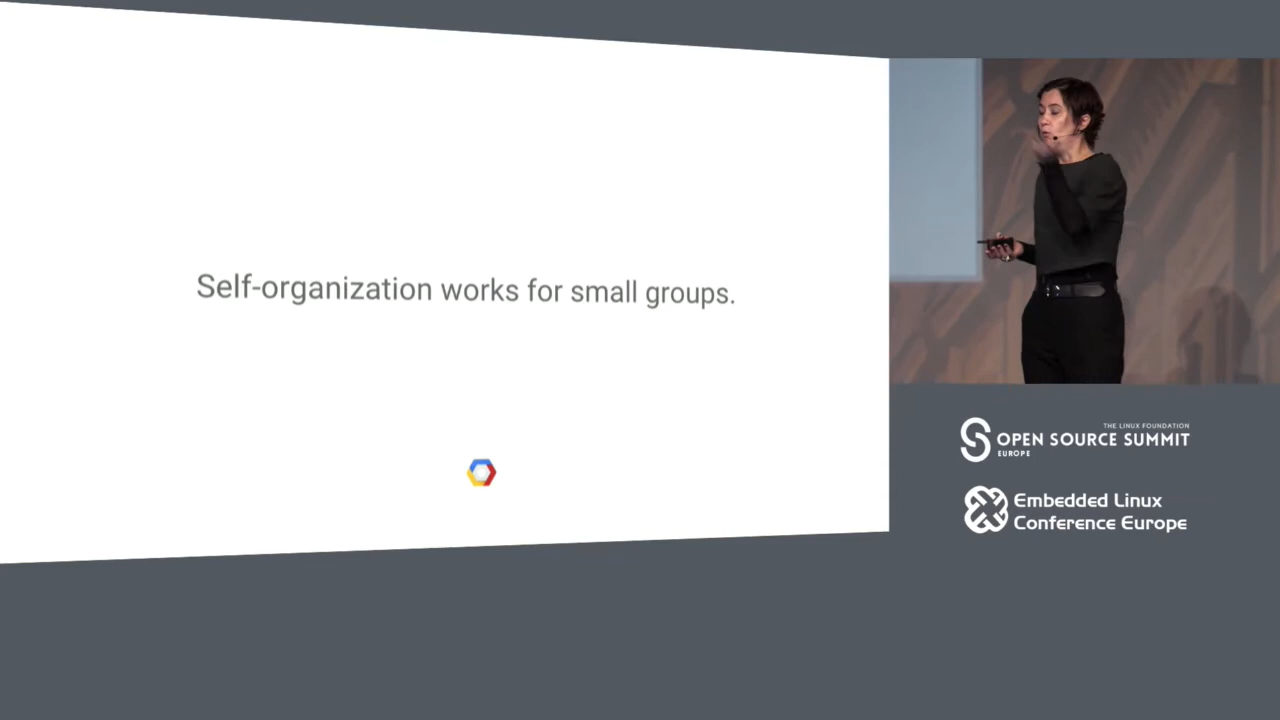 Self-organization works for small groups.
THE LINUX FOUNDATION
OPEN SOURCE SUMMIT
EUROPE
Embedded Linux
Conference Europe